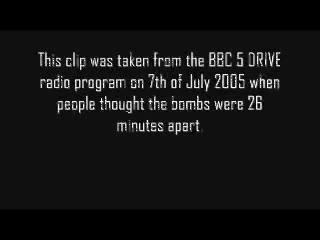 This clip was taken from the BBC 5 DRIVE
radio program on 7th of July 2005 when
people thought the bombs were 26
minutes apart